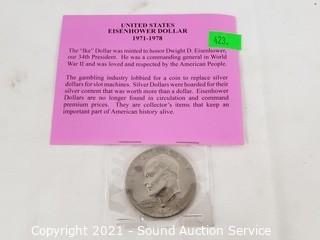 UNITED STATES
EISENHOWER DOLLAR
1971-1978
423.
The "Ike" Dollar was minted to honor Dwight D. Eisenhower,
our 34th President. He was a commanding general in World
War II and was loved and respected by the American People.
The gambling industry lobbied for a coin to replace silver
dollars for slot machines. Silver Dollars were hoarded for their
silver content that was worth more than a dollar. Eisenhower
Dollars are no longer found in circulation and command
premium prices. They are collector's items that keep an
important part of American history alive.
Copyright 2021 - Sound Auction Service